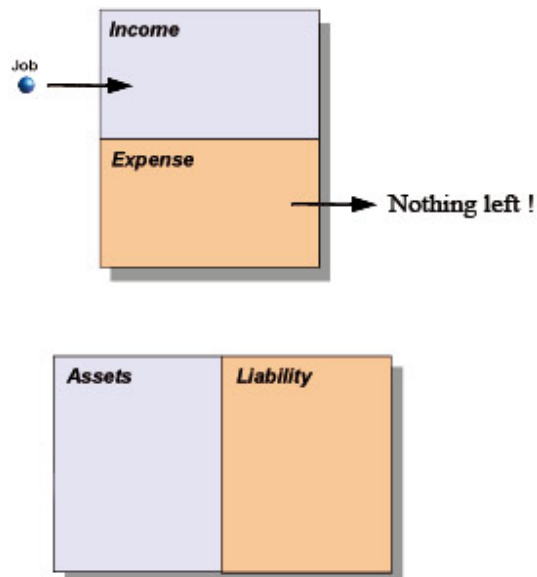 Income
Job
Expense
Nothing left !
Assets
Liability